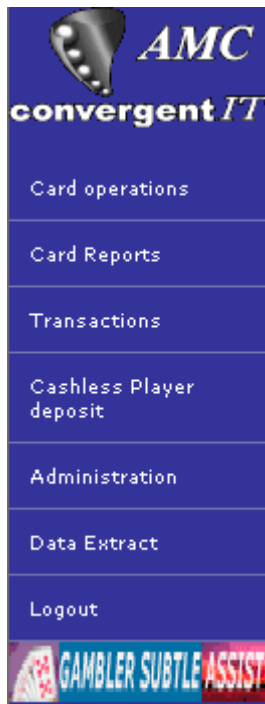 AMC
convergent IT
Card operations
Card Reports
Transactions
Cashless Player
deposit
Administration
Data Extract
Logout
GAMBLER SUBTLE ASSIST